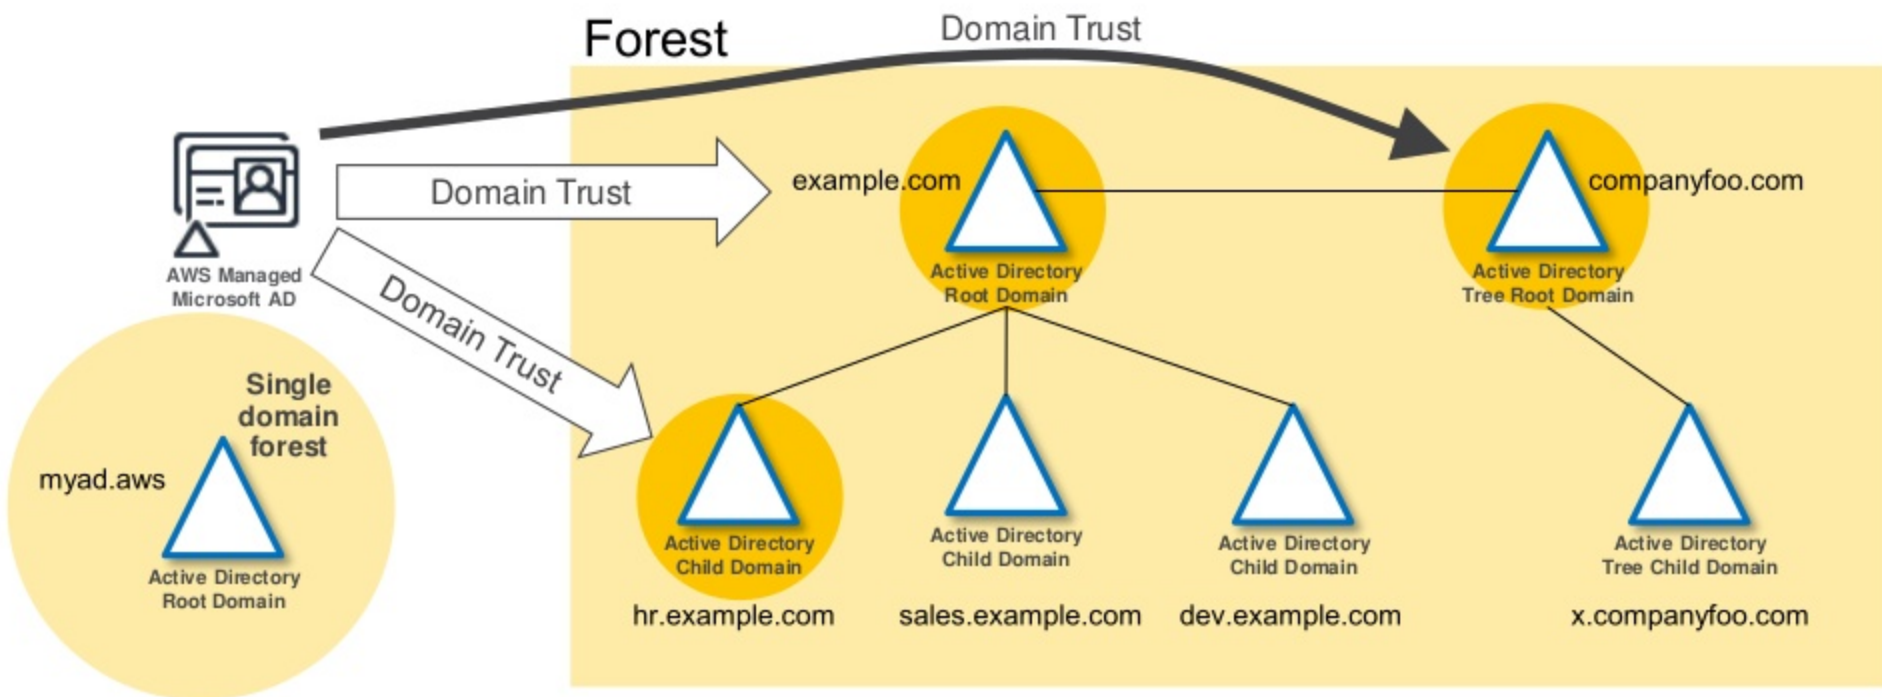 Forest
Domain Trust
AWS Managed
Microsoft AD
Domain Trust
Domain Trust
example.com
Active Directory
Root Domain
companyfoo.com
Active Directory
Tree Root Domain
Single
domain
forest
myad.aws
Active Directory
Root Domain
Active Directory
Child Domain
hr.example.com
Active Directory
Child Domain
sales.example.com
Active Directory
Child Domain
dev.example.com
Active Directory
Tree Child Domain
x.companyfoo.com